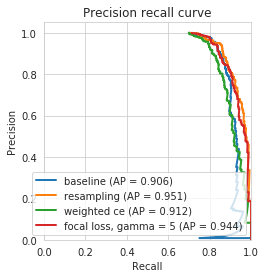 Precision recall curve
1.0
0.8
0.6
0.4
0.2
0.0
Precision
baseline (AP = 0.906)
resampling (AP = 0.951)
weighted ce (AP = 0.912)
focal loss, gamma = 5 (AP = 0.944)
0.0 0.2 0.4 0.6 0.8 1.0
Recall